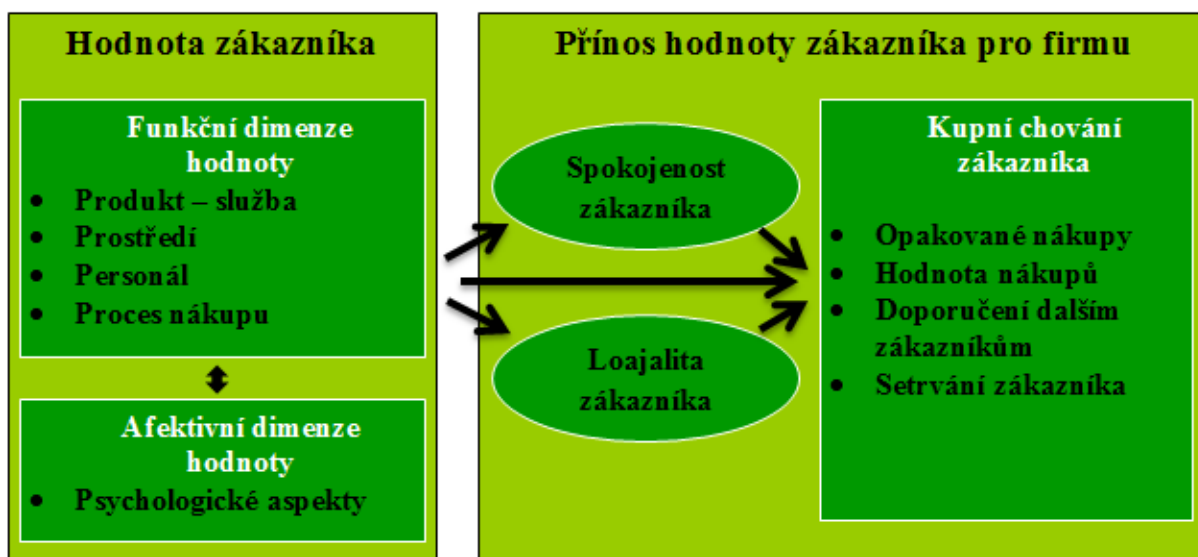 Hodnota zákazníka
Funkční dimenze
hodnoty
Produkt – služba
Prostředí
Personál
Proces nákupu
Afektivní dimenze
hodnoty
Psychologické aspekty
Přínos hodnoty zákazníka pro firmu
Spokojenost
zákazníka
Loajalita
zákazníka
Kupní chování
zákazníka
Opakované nákupy
Hodnota nákupů
Doporučení dalším
zákazníkům
Setrvání zákazníka